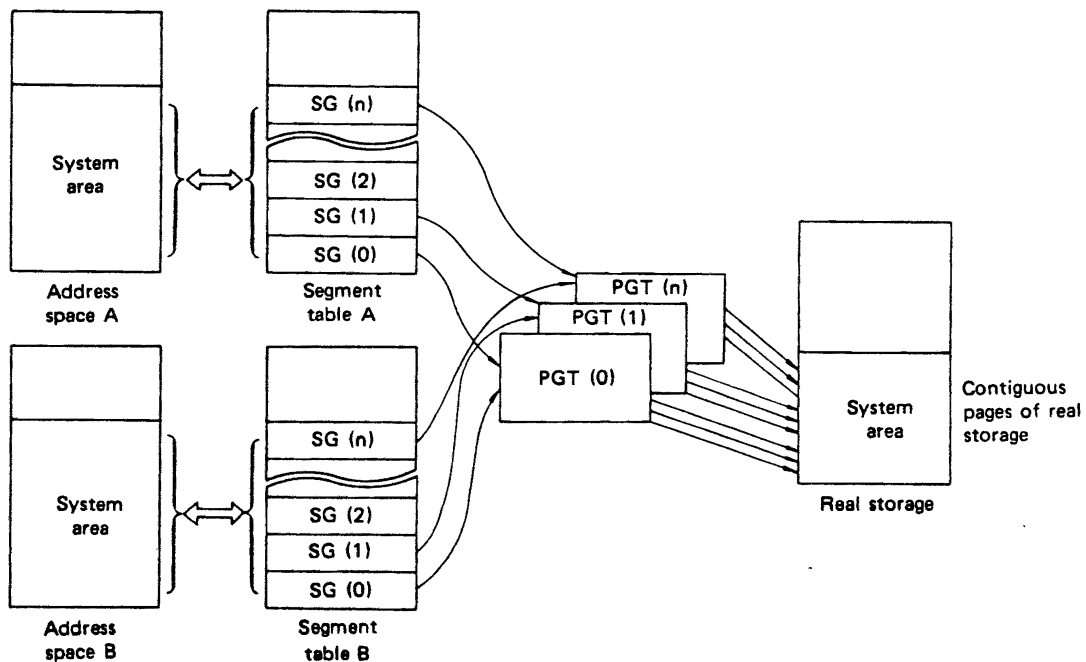 System
area
Address
space A
SG (n)
SG (2)
SG (1)
SG (0)
Segment
table A
System
area
Address
space B
SG (n)
SG (2)
SG (1)
SG (0)
Segment
table B
PGT (n)
PGT (1)
PGT (0)
System
area
Real storage
Contiguous
pages of real
storage